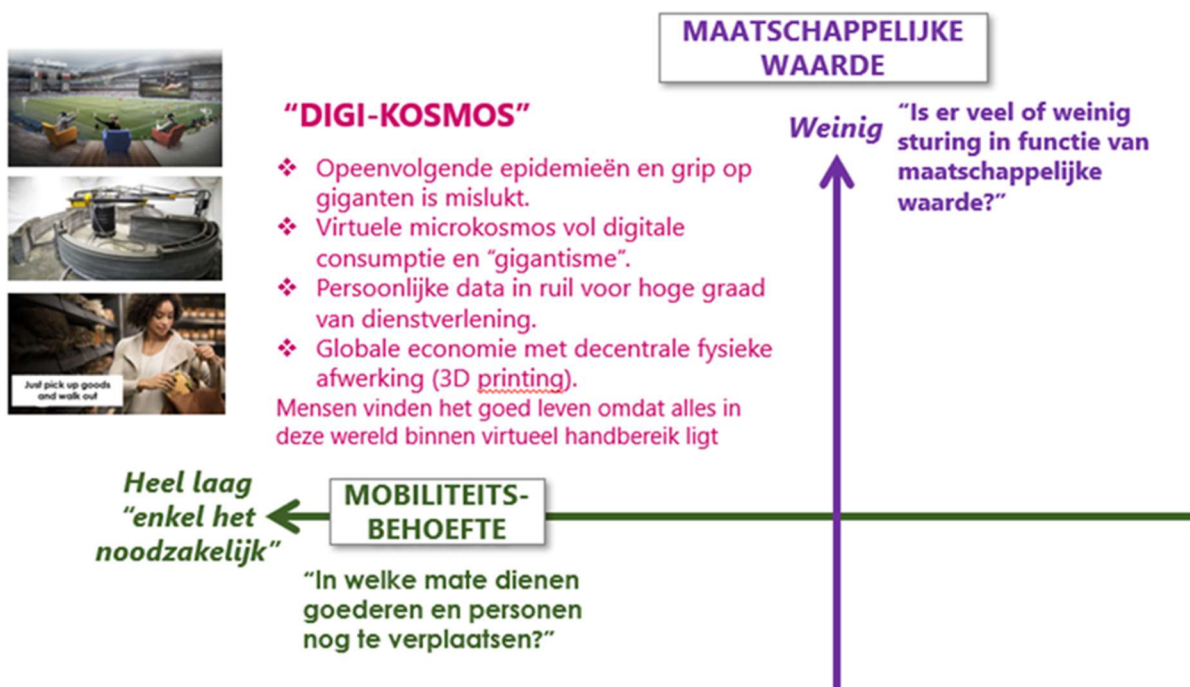 MAATSCHAPPELIJKE
WAARDE
"DIGI-KOSMOS"
Weinig
"Is er veel of weinig
sturing in functie van
maatschappelijke
waarde?"
❖ Opeenvolgende epidemieën en grip op
giganten is mislukt.
❖ Virtuele microkosmos vol digitale
consumptie en "gigantisme".
❖ Persoonlijke data in ruil voor hoge graad
van dienstverlening.
❖ Globale economie met decentrale fysieke
afwerking (3D printing).
Mensen vinden het goed leven omdat alles in
deze wereld binnen virtueel handbereik ligt
Just pick up goods
and walk out
Heel laag
"enkel het
noodzakelijk"
MOBILITEITS-
BEHOEFTE
"In welke mate dienen
goederen en personen
nog te verplaatsen?"